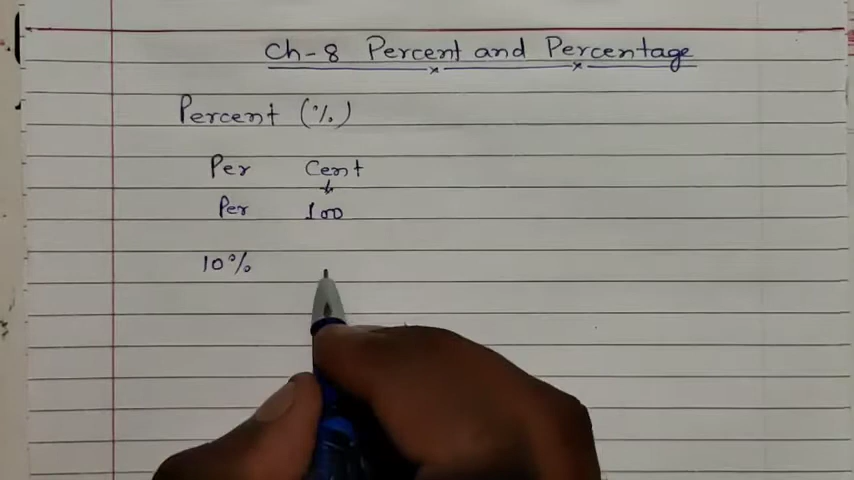 Ch-8 Percent and Percentage
Percent (%)
Per Cent
Per 100
10%